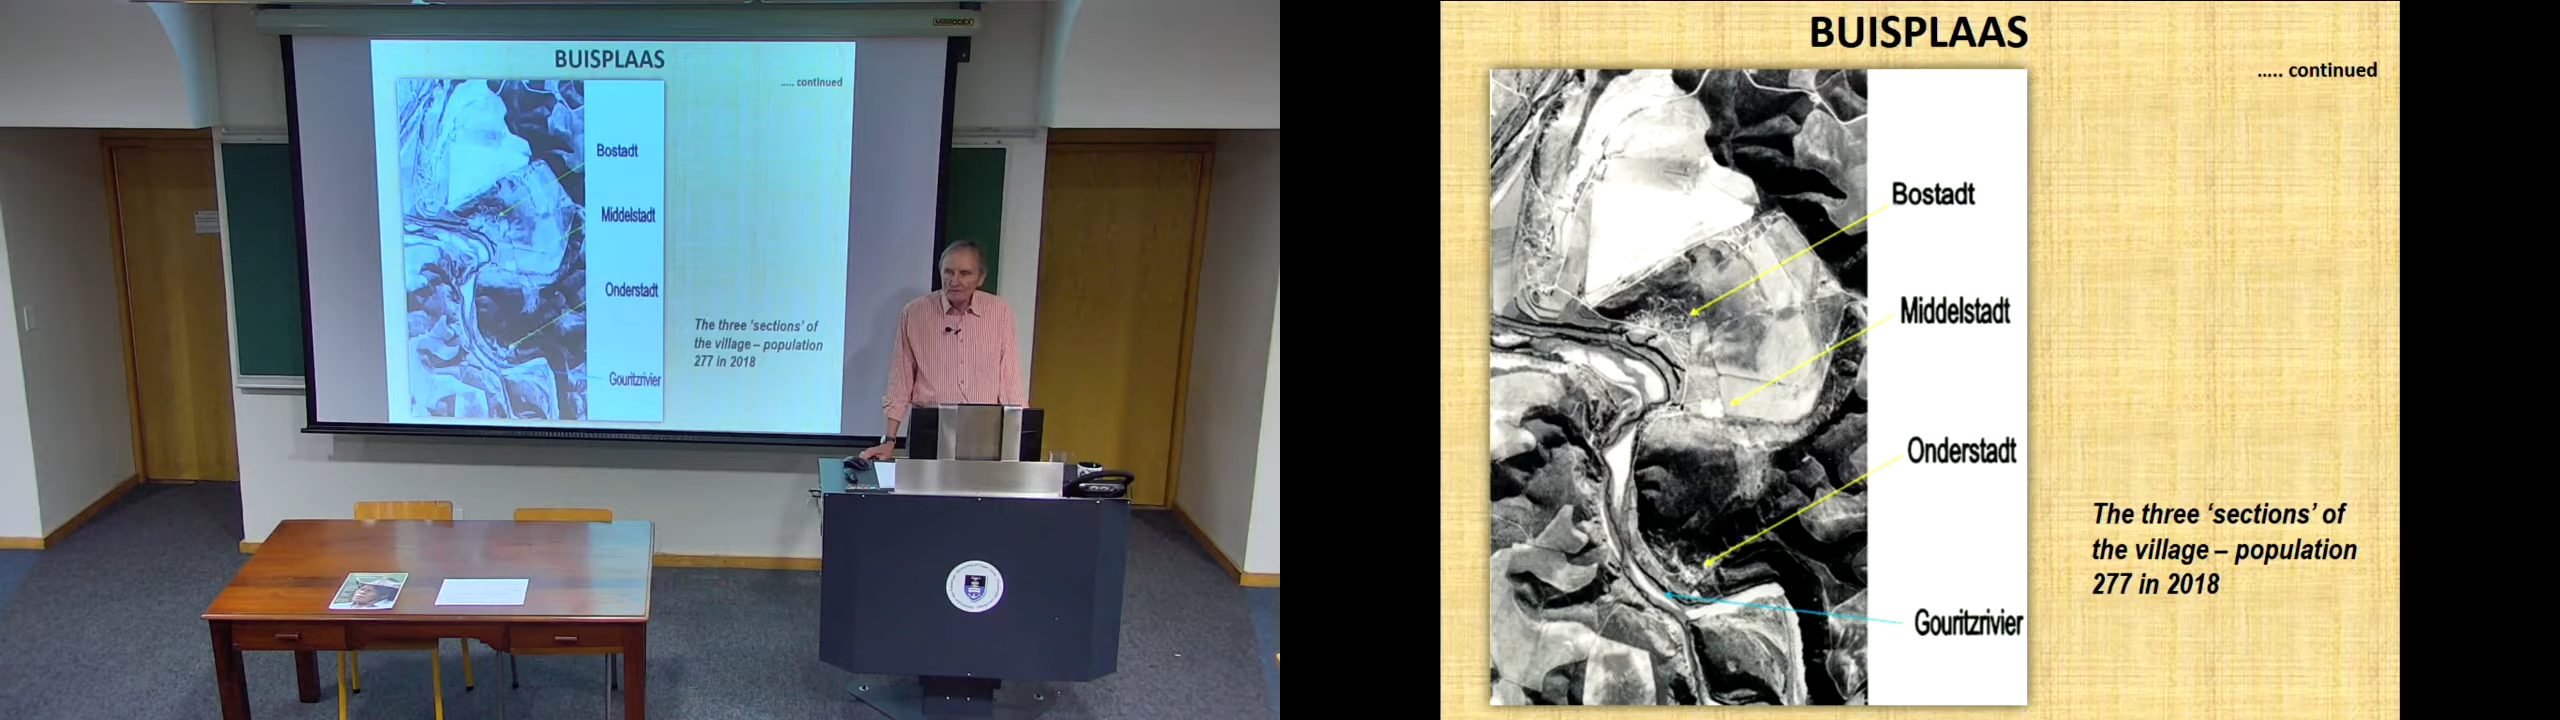 MIRRODEX
BUISPLAAS
..... continued
Bostadt
Middelstadt
Onderstadt
Gouritzrivier
The three ‘sections’ of
the village – population
277 in 2018
BUISPLAAS
..... continued
Bostadt
Middelstadt
Onderstadt
Gouritzrivier
The three ‘sections’ of
the village – population
277 in 2018